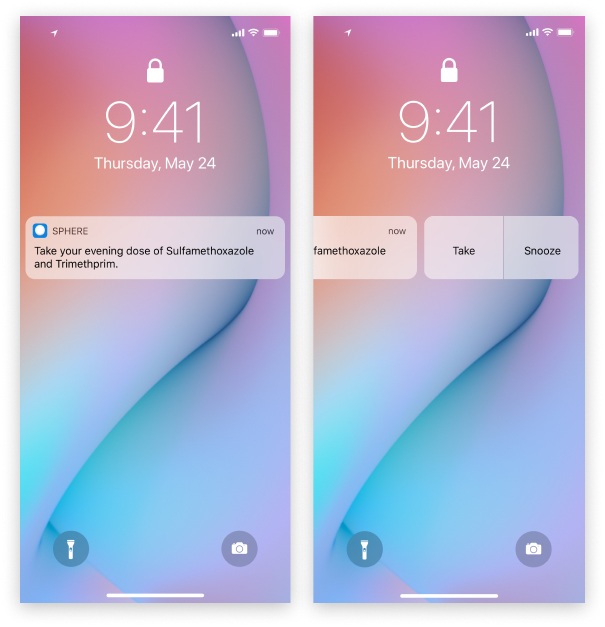 9:41
Thursday, May 24
SPHERE now
Take your evening dose of Sulfamethoxazole
and Trimethprim.
9:41
Thursday, May 24
now
famethoxazole
Take Snooze